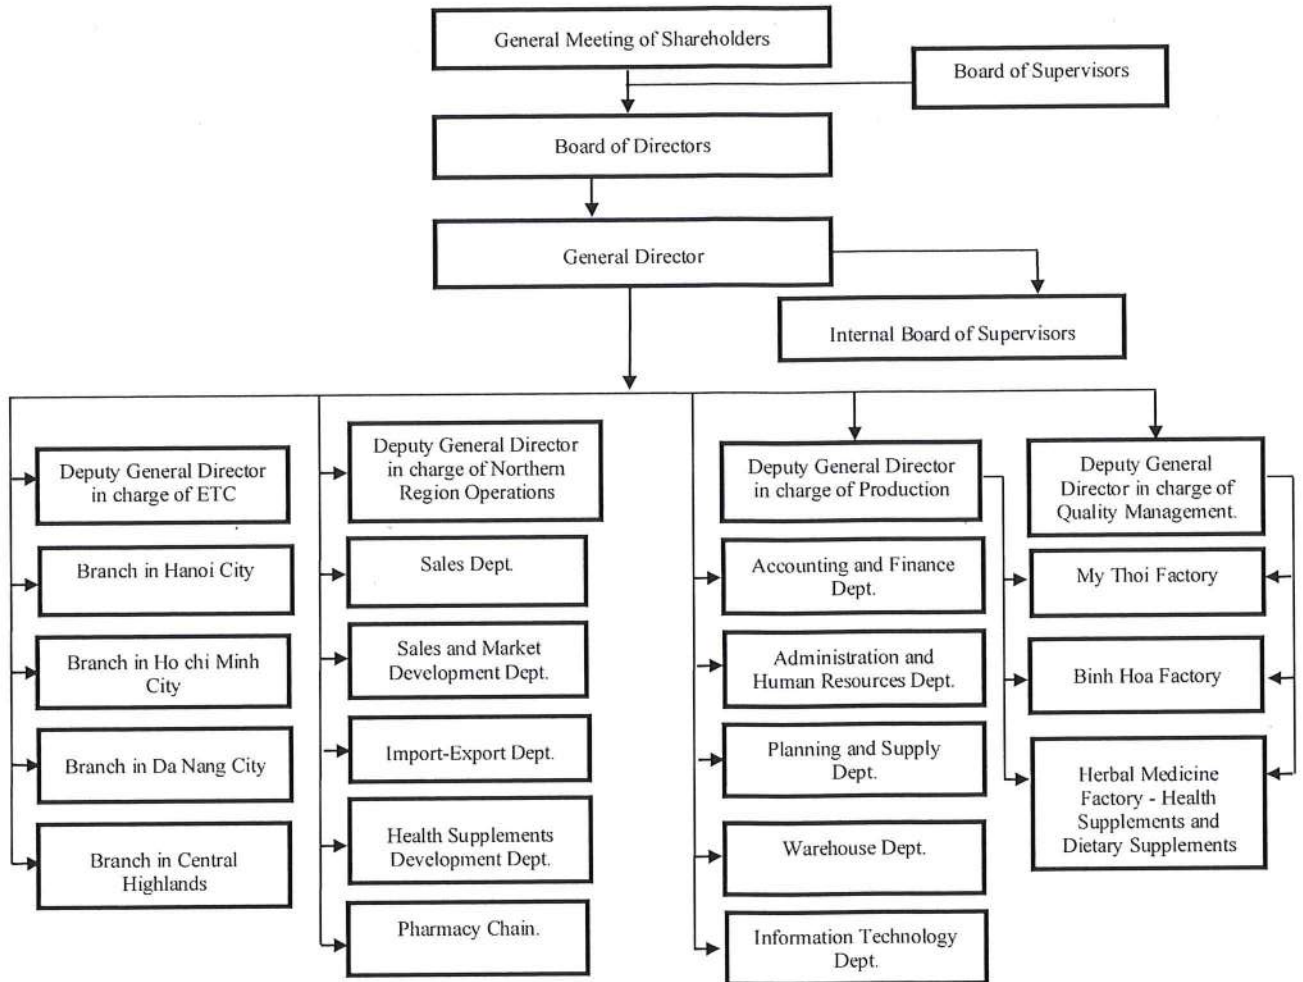 General Meeting of Shareholders
Board of Supervisors
Board of Directors
General Director
Internal Board of Supervisors
Deputy General Director
in charge of ETC
Branch in Hanoi City
Branch in Ho chi Minh
City
Branch in Da Nang City
Branch in Central
Highlands
Deputy General Director
in charge of Northern
Region Operations
Sales Dept.
Sales and Market
Development Dept.
Import-Export Dept.
Health Supplements
Development Dept.
Pharmacy Chain.
Deputy General Director
in charge of Production
Accounting and Finance
Dept.
Administration and
Human Resources Dept.
Planning and Supply
Dept.
Warehouse Dept.
Information Technology
Dept.
Deputy General
Director in charge of
Quality Management.
My Thoi Factory
Binh Hoa Factory
Herbal Medicine
Factory - Health
Supplements and
Dietary Supplements